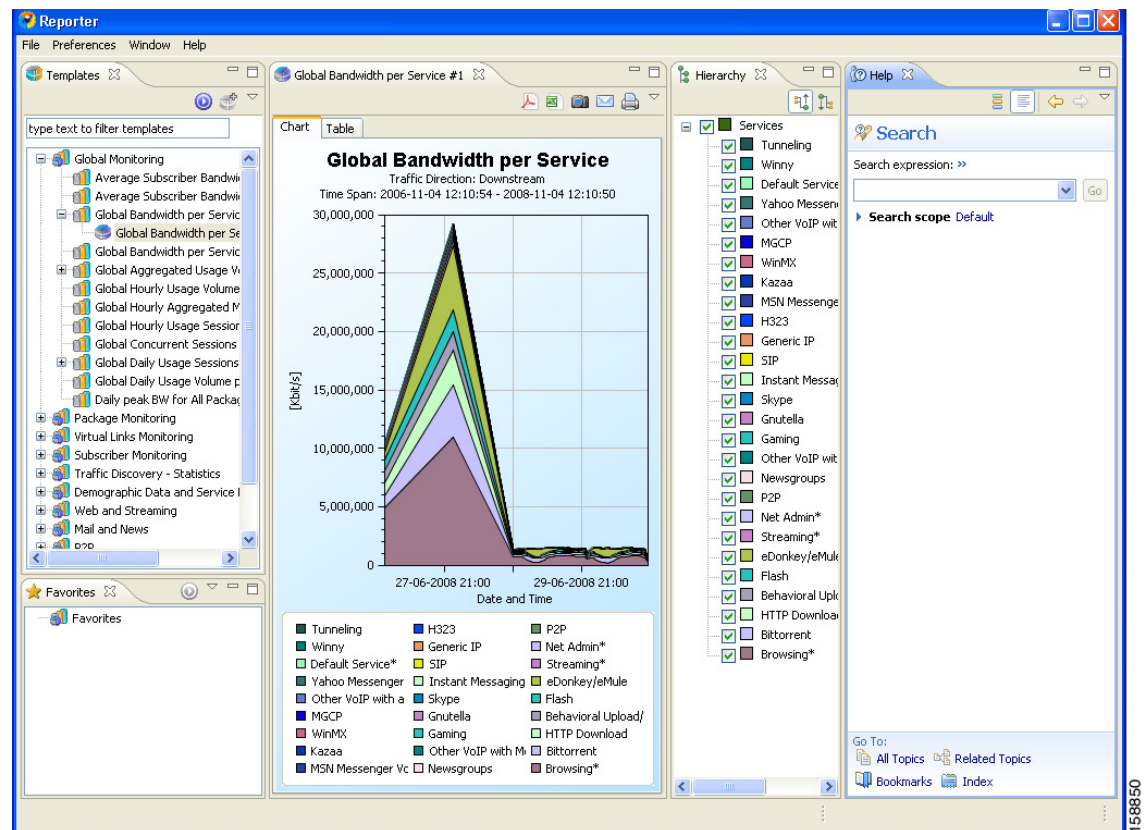 Reporter
File Preferences Window Help
Templates
type text to filter templates
Global Monitoring
Average Subscriber Bandwi
Average Subscriber Bandwi
Global Bandwidth per Servic
Global Bandwidth per Se
Global Bandwidth per Servic
Global Aggregated Usage V
Global Hourly Usage Volume
Global Hourly Aggregated M
Global Hourly Usage Session
Global Concurrent Sessions
Global Daily Usage Sessions
Global Daily Usage Volume p
Daily peak BW for All Packag
Package Monitoring
Virtual Links Monitoring
Subscriber Monitoring
Traffic Discovery - Statistics
Demographic Data and Service
Web and Streaming
Mail and News
P2P
Favorites
Favorites
Global Bandwidth per Service #1
Chart Table
Global Bandwidth per Service
Traffic Direction: Downstream
Time Span: 2006-11-04 12:10:54 - 2008-11-04 12:10:50
30,000,000
25,000,000
20,000,000
15,000,000
10,000,000
5,000,000
0
[Kbit/s]
27-06-2008 21:00 29-06-2008 21:00
Date and Time
Tunneling H323 P2P
Winny Generic IP Net Admin*
Default Service* SIP Streaming*
Yahoo Messenger Instant Messaging eDonkey/eMule
Other VoIP with a Skype Flash
MGCP Gnutella Behavioral Upload/
WinMX Gaming HTTP Download
Kazaa Other VoIP with M Bittorrent
MSN Messenger Vc Newsgroups Browsing*
Hierarchy
Services
Tunneling
Winny
Default Service
Yahoo Messen
Other VoIP wit
MGCP
WinMX
Kazaa
MSN Messenge
H323
Generic IP
SIP
Instant Messag
Skype
Gnutella
Gaming
Other VoIP wit
Newsgroups
P2P
Net Admin*
Streaming*
eDonkey/eMule
Flash
Behavioral Uplo
HTTP Downloa
Bittorrent
Browsing*
Help
Search
Search expression: »
Go
Search scope Default
Go To:
All Topics Related Topics
Bookmarks Index
158850